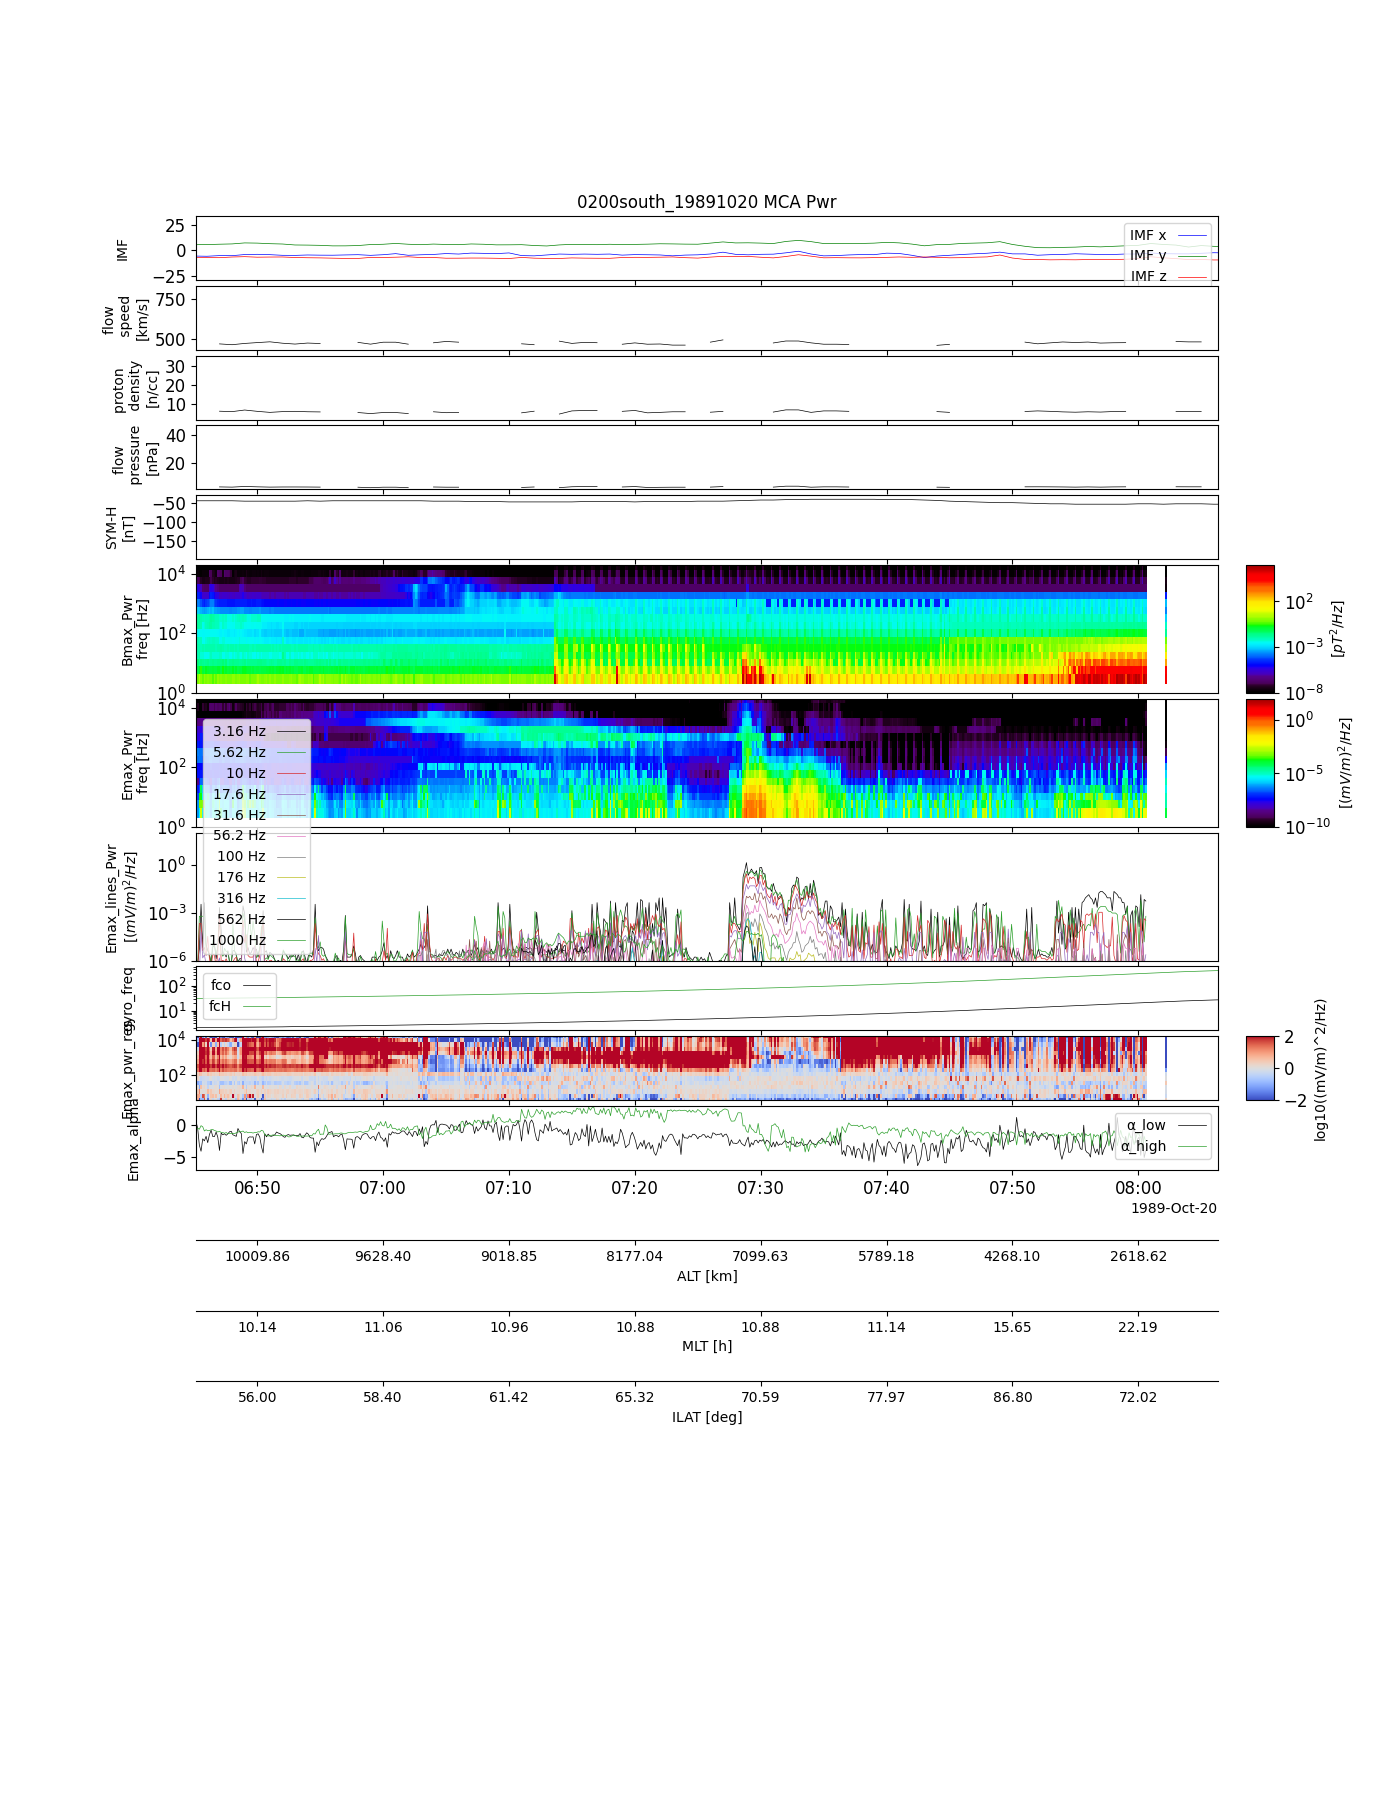 0200south_19891020 MCA Pwr
IMF
25
0
−25
IMF x
IMF y
IMF z
flow
speed
[km/s]
750
500
proton
density
[n/cc]
30
20
10
flow
pressure
[nPa]
40
20
SYM-H
[nT]
−50
−100
−150
Bmax_Pwr
freq [Hz]
10^4
10^2
10^0
10^2
10^−3
10^−8
[pT^2/Hz]
Emax_Pwr
freq [Hz]
10^4
10^2
10^0
10^0
10^−5
10^−10
[(mV/m)^2/Hz]
3.16 Hz
5.62 Hz
10 Hz
17.6 Hz
31.6 Hz
56.2 Hz
100 Hz
176 Hz
316 Hz
562 Hz
1000 Hz
Emax_lines_Pwr
[(mV/m)^2/Hz]
10^0
10^−3
10^−6
gyro_freq
10^2
10^1
fco
fcH
Emax_pwr_reg
10^4
10^2
2
0
−2
log10((mV/m)^2/Hz)
Emax_alpha
0
−5
α_low
α_high
06:50 07:00 07:10 07:20 07:30 07:40 07:50 08:00
1989-Oct-20
10009.86 9628.40 9018.85 8177.04 7099.63 5789.18 4268.10 2618.62
ALT [km]
10.14 11.06 10.96 10.88 10.88 11.14 15.65 22.19
MLT [h]
56.00 58.40 61.42 65.32 70.59 77.97 86.80 72.02
ILAT [deg]